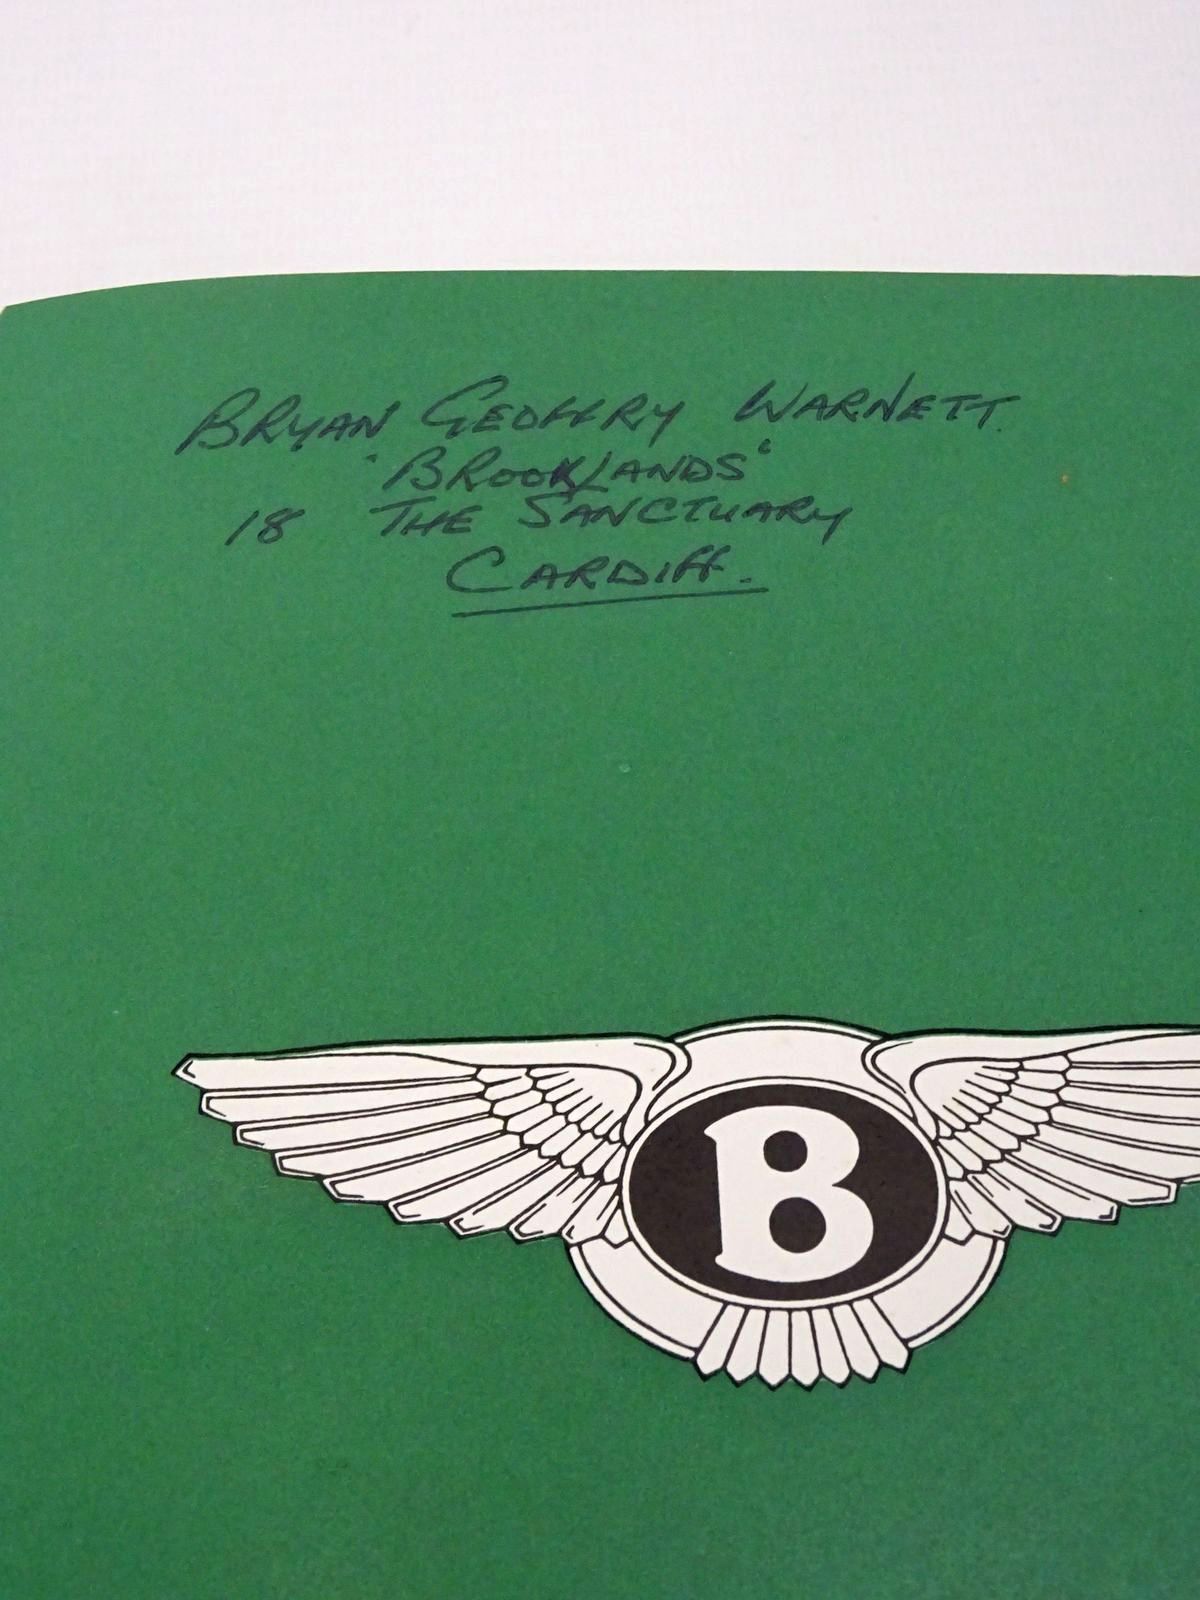 BRYAN GEOFFRY WARNETT.
'BROOKLANDS'
18 THE SANCTUARY
CARDIFF.
B